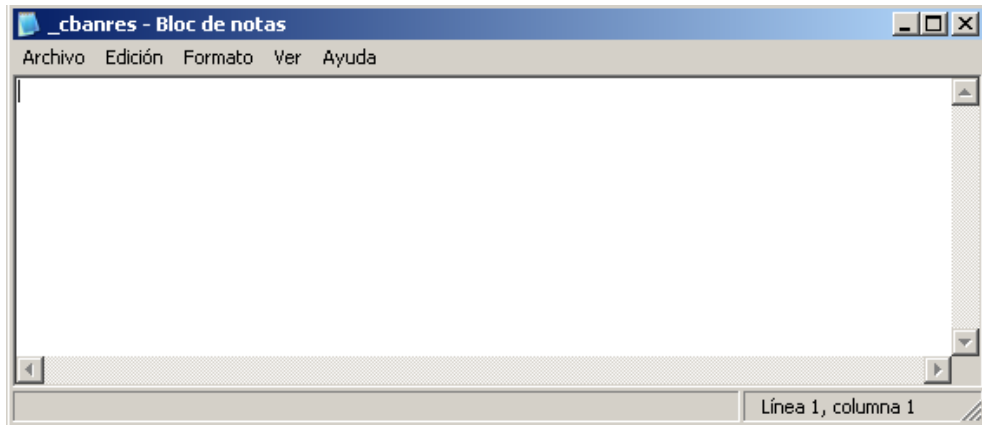 _cbanres - Bloc de notas
Archivo Edición Formato Ver Ayuda
Línea 1, columna 1